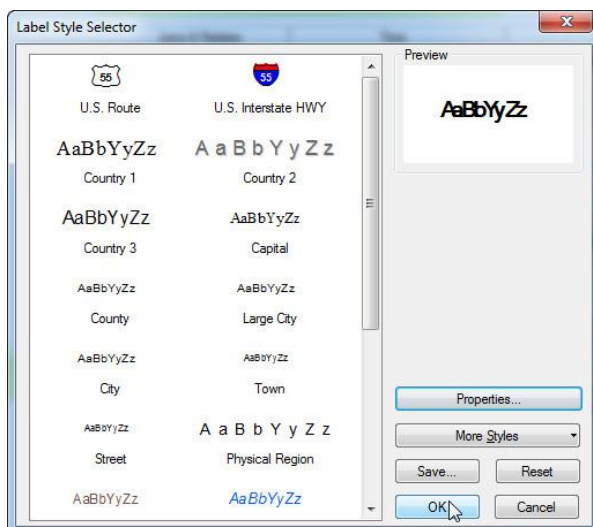 Label Style Selector
55 55
U.S. Route U.S. Interstate HWY
AaBbYyZz AaBbYyZz
Country 1 Country 2
AaBbYyZz AaBbYyZz
Country 3 Capital
AaBbYyZz AaBbYyZz
County Large City
AaBbYyZz AaBbYyZz
City Town
AaBbYyZz AaBbYyZz
Street Physical Region
AaBbYyZz AaBbYyZz
Preview
AaBbYyZz
Properties...
More Styles
Save... Reset
OK Cancel